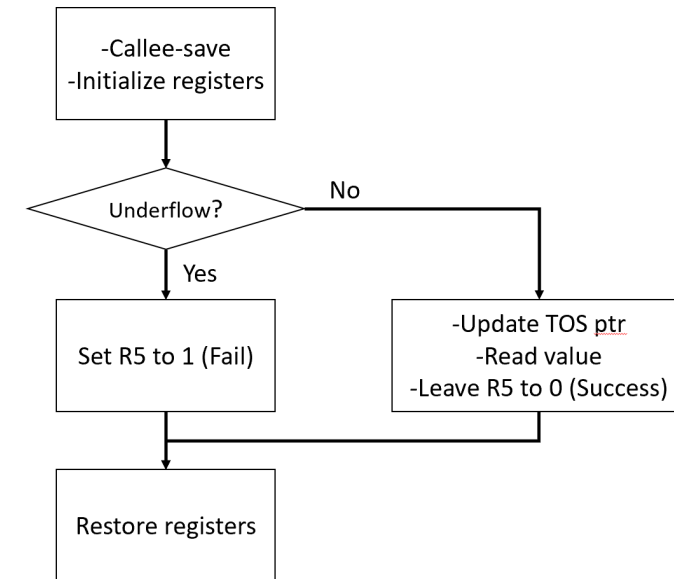 -Callee-save
-Initialize registers
No
Underflow?
Yes
-Update TOS ptr
Set R5 to 1 (Fail)
-Read value
-Leave R5 to 0 (Success)
Restore registers